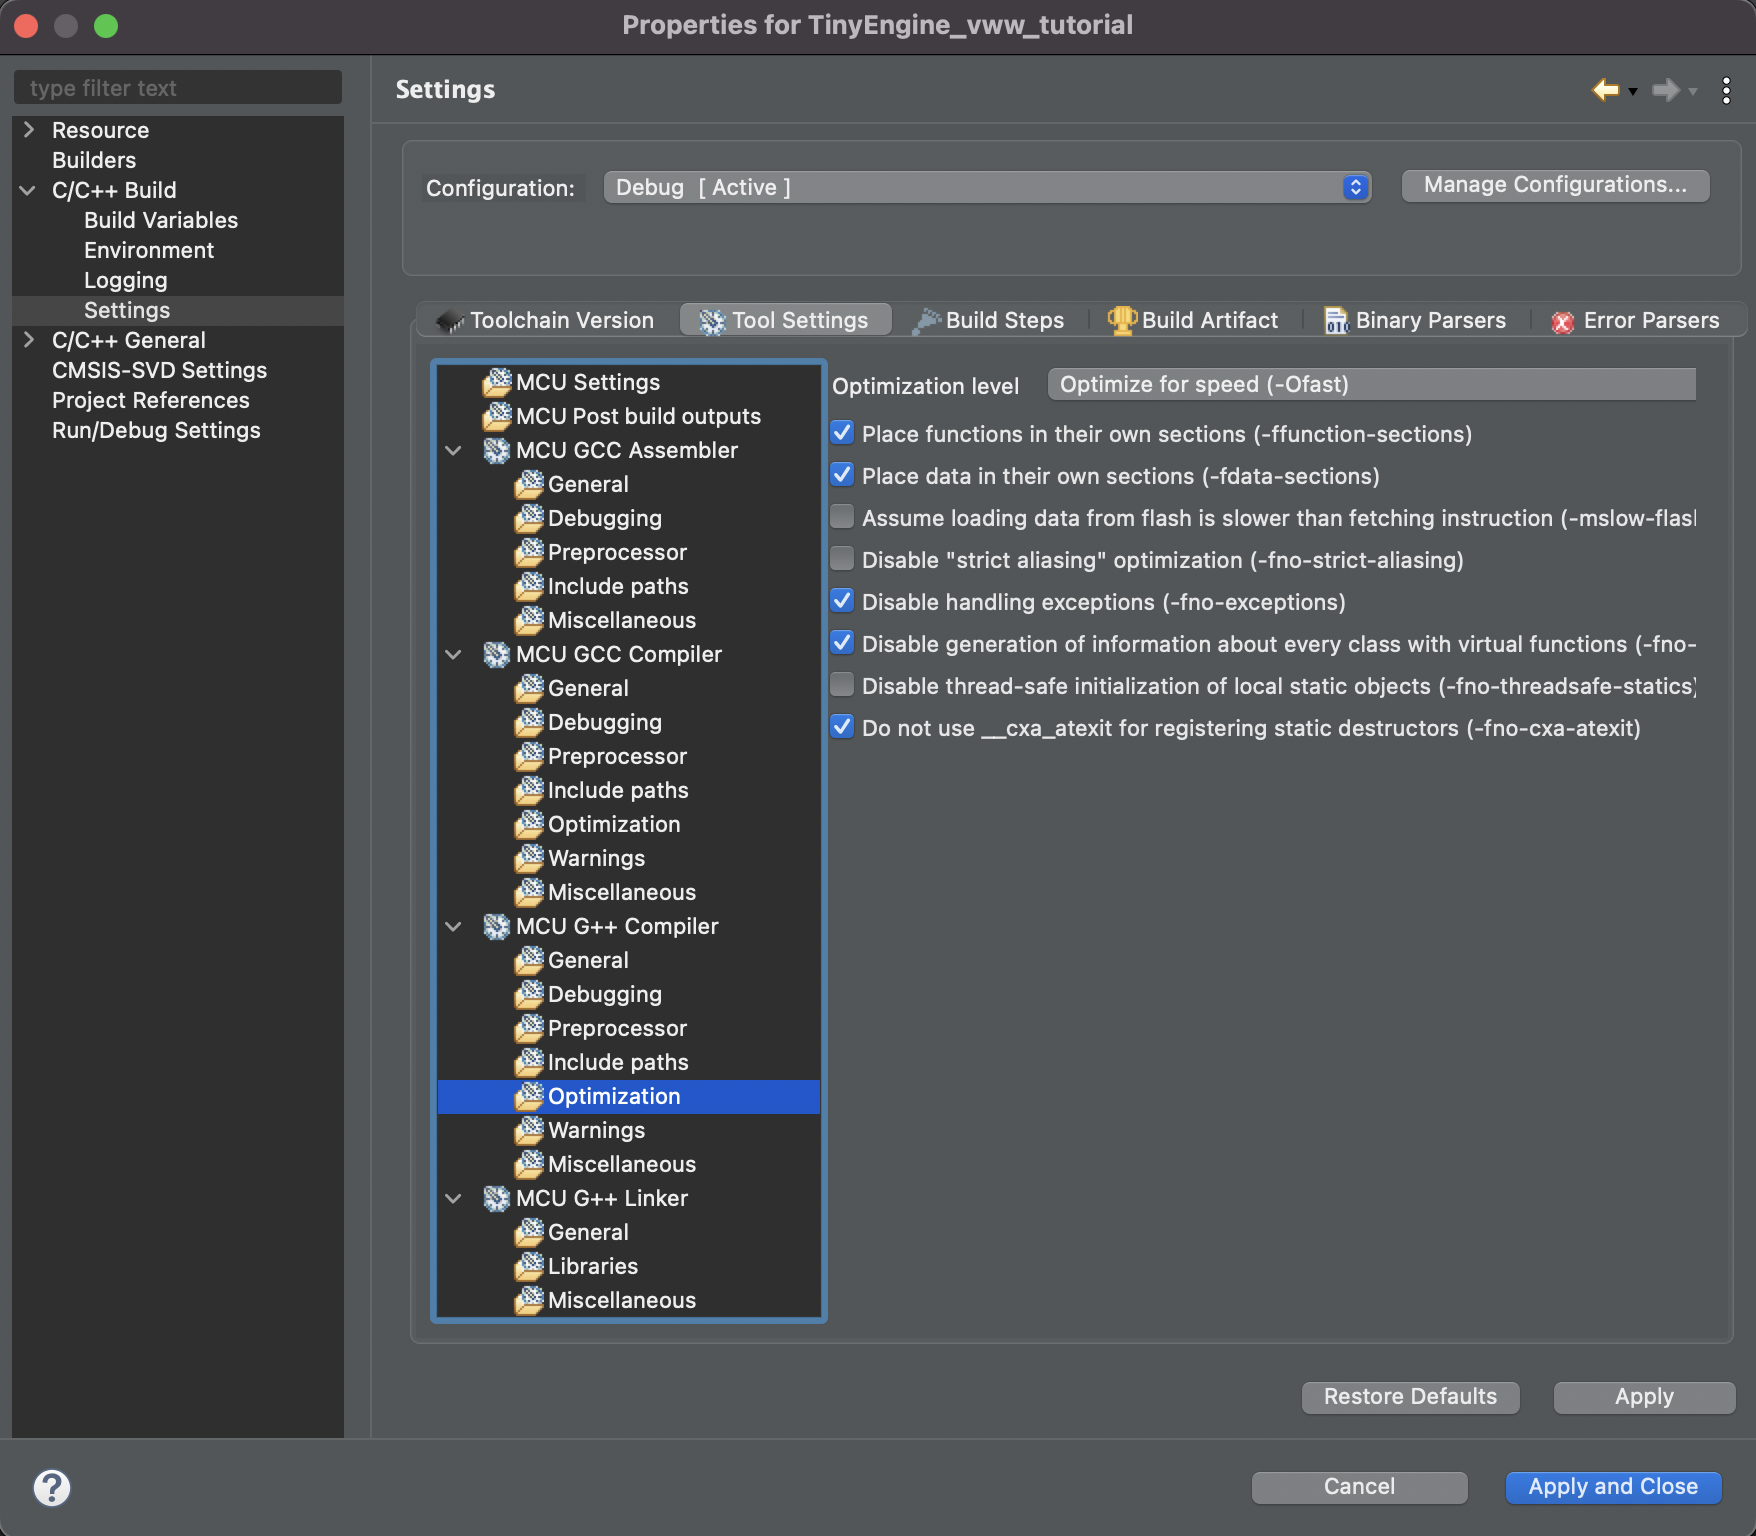 Properties for TinyEngine_vww_tutorial
type filter text
Resource
Builders
C/C++ Build
Build Variables
Environment
Logging
Settings
C/C++ General
CMSIS-SVD Settings
Project References
Run/Debug Settings
Settings
Configuration:
Debug [ Active ]
Manage Configurations...
Toolchain Version
Tool Settings
Build Steps
Build Artifact
Binary Parsers
Error Parsers
MCU Settings
MCU Post build outputs
MCU GCC Assembler
General
Debugging
Preprocessor
Include paths
Miscellaneous
MCU GCC Compiler
General
Debugging
Preprocessor
Include paths
Optimization
Warnings
Miscellaneous
MCU G++ Compiler
General
Debugging
Preprocessor
Include paths
Optimization
Warnings
Miscellaneous
MCU G++ Linker
General
Libraries
Miscellaneous
Optimization level
Optimize for speed (-Ofast)
Place functions in their own sections (-ffunction-sections)
Place data in their own sections (-fdata-sections)
Assume loading data from flash is slower than fetching instruction (-mslow-flas
Disable "strict aliasing" optimization (-fno-strict-aliasing)
Disable handling exceptions (-fno-exceptions)
Disable generation of information about every class with virtual functions (-fno-
Disable thread-safe initialization of local static objects (-fno-threadsafe-statics)
Do not use __cxa_atexit for registering static destructors (-fno-cxa-atexit)
Restore Defaults
Apply
?
Cancel
Apply and Close